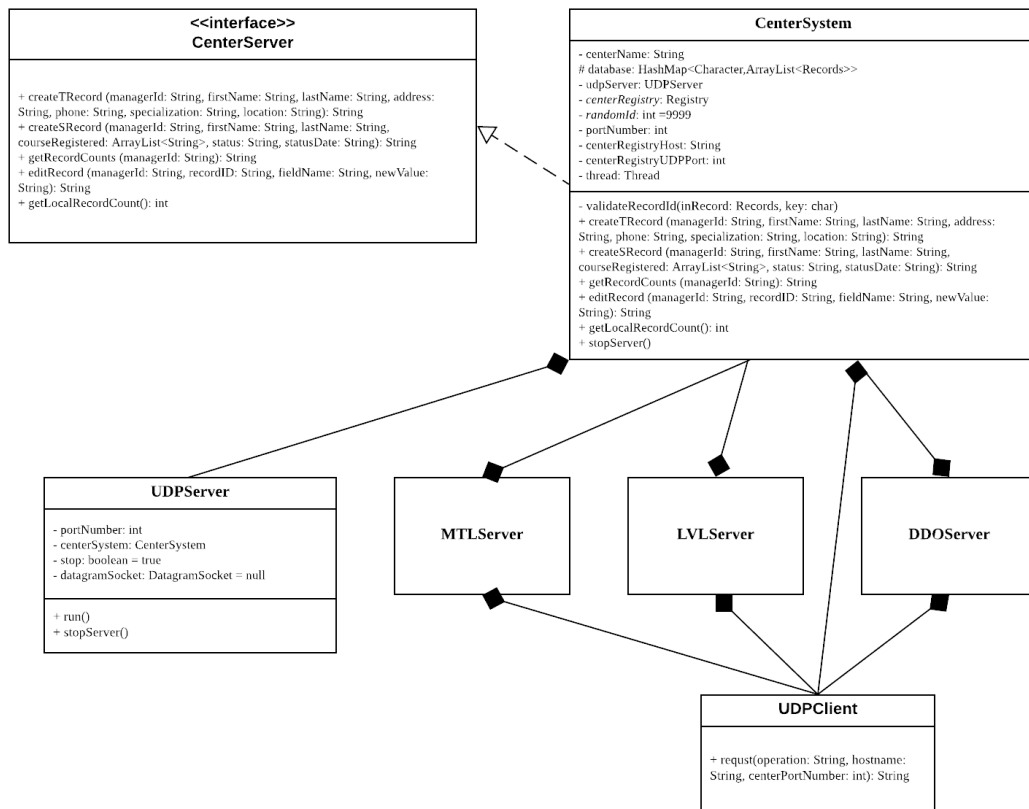 <<interface>>
CenterServer
+ createTRecord (managerId: String, firstName: String, lastName: String, address:
String, phone: String, specialization: String, location: String): String
+ createSRecord (managerId: String, firstName: String, lastName: String,
courseRegistered: ArrayList<String>, status: String, statusDate: String): String
+ getRecordCounts (managerId: String): String
+ editRecord (managerId: String, recordID: String, fieldName: String, newValue:
String): String
+ getLocalRecordCount(): int
CenterSystem
- centerName: String
# database: HashMap<Character,ArrayList<Records>>
- udpServer: UDPServer
- centerRegistry: Registry
- randomId: int =9999
- portNumber: int
- centerRegistryHost: String
- centerRegistryUDPPort: int
- thread: Thread
- validateRecordId(inRecord: Records, key: char)
+ createTRecord (managerId: String, firstName: String, lastName: String, address:
String, phone: String, specialization: String, location: String): String
+ createSRecord (managerId: String, firstName: String, lastName: String,
courseRegistered: ArrayList<String>, status: String, statusDate: String): String
+ getRecordCounts (managerId: String): String
+ editRecord (managerId: String, recordID: String, fieldName: String, newValue:
String): String
+ getLocalRecordCount(): int
+ stopServer()
UDPServer
- portNumber: int
- centerSystem: CenterSystem
- stop: boolean = true
- datagramSocket: DatagramSocket = null
+ run()
+ stopServer()
MTLServer
LVLServer
DDOServer
UDPClient
+ requst(operation: String, hostname:
String, centerPortNumber: int): String